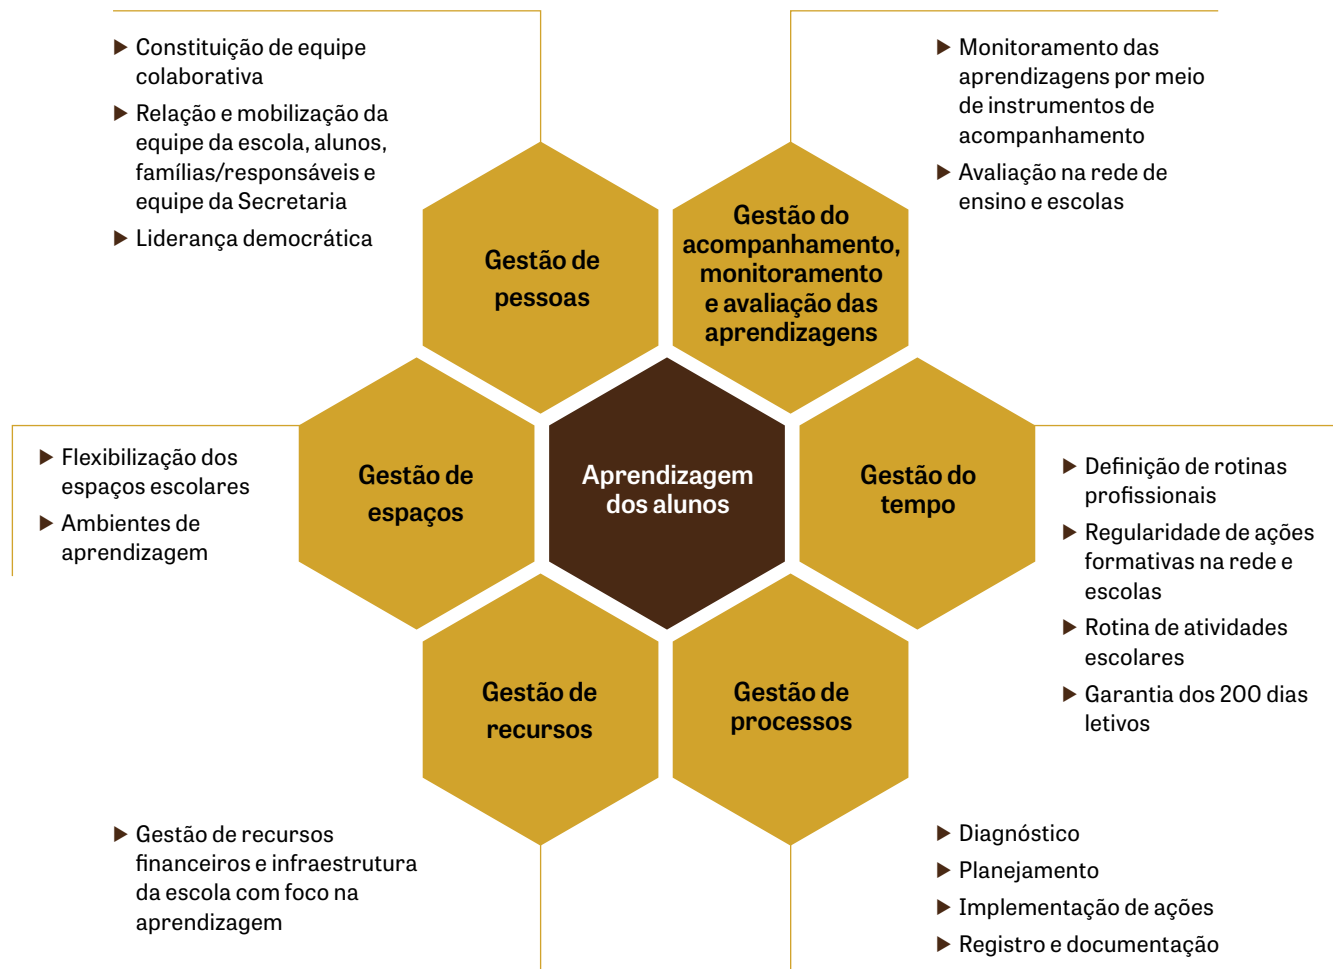 ▶ Constituição de equipe
colaborativa
▶ Relação e mobilização da
equipe da escola, alunos,
famílias/responsáveis e
equipe da Secretaria
▶ Liderança democrática
▶ Monitoramento das
aprendizagens por meio
de instrumentos de
acompanhamento
▶ Avaliação na rede de
ensino e escolas
Gestão de
pessoas
Gestão do
acompanhamento,
monitoramento
e avaliação das
aprendizagens
▶ Flexibilização dos
espaços escolares
▶ Ambientes de
aprendizagem
Gestão de
espaços
Aprendizagem
dos alunos
Gestão do
tempo
▶ Definição de rotinas
profissionais
▶ Regularidade de ações
formativas na rede e
escolas
▶ Rotina de atividades
escolares
▶ Garantia dos 200 dias
letivos
Gestão de
recursos
Gestão de
processos
▶ Gestão de recursos
financeiros e infraestrutura
da escola com foco na
aprendizagem
▶ Diagnóstico
▶ Planejamento
▶ Implementação de ações
▶ Registro e documentação